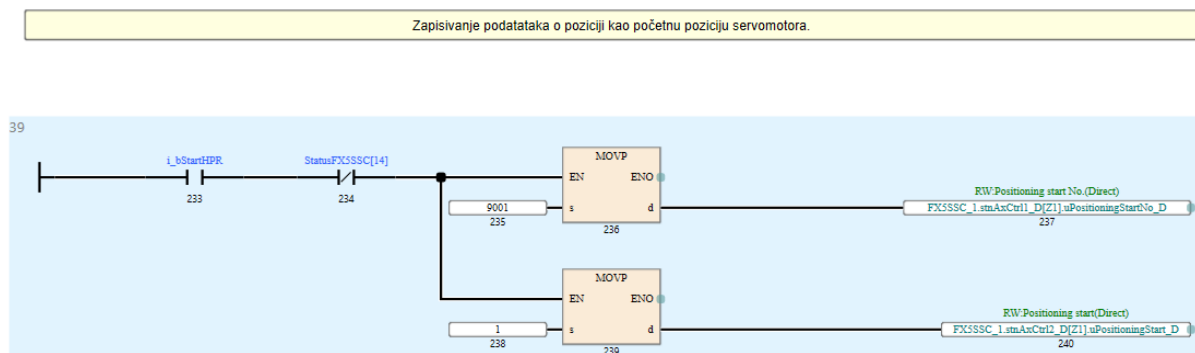 Zapisivanje podatataka o poziciji kao početnu poziciju servomotora.
39
i_bStartHPR
StatusFX5SSC[14]
MOVP
233
234
EN
ENO
RW:Positioning start No.(Direct)
9001
s
d
FX5SSC_1.stnAxCtrl1_D[Z1].uPositioningStartNo_D
235
236
237
MOVP
EN
ENO
RW:Positioning start(Direct)
1
s
d
FX5SSC_1.stnAxCtrl2_D[Z1].uPositioningStart_D
238
239
240